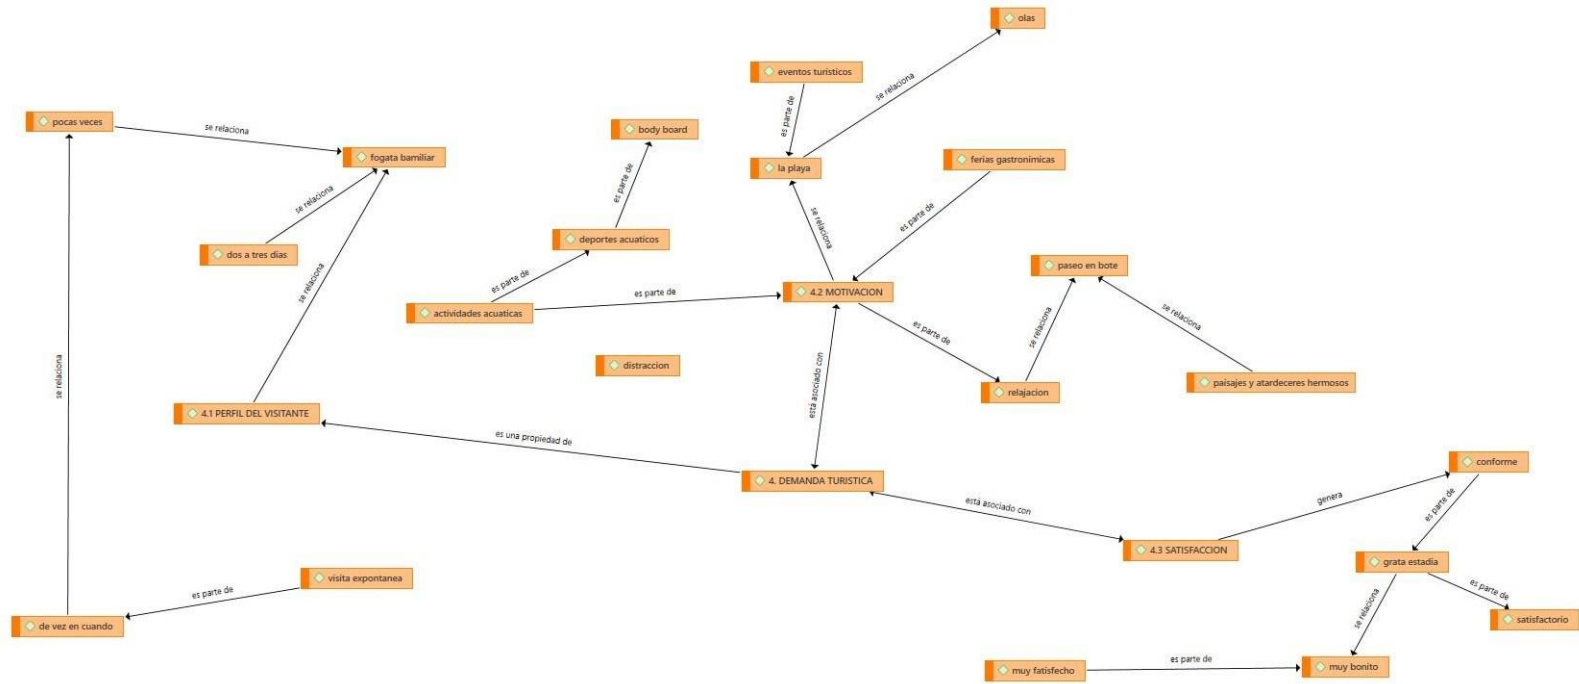 olas
eventos turisticos
se relaciona
es parte de
pocas veces
se relaciona
body board
fogata bamiliar
la playa
ferias gastronímicas
es parte de
se relaciona
se relaciona
es parte de
dos a tres dias
deportes acuaticos
paseo en bote
se relaciona
es parte de
es parte de
4.2 MOTIVACION
actividades acuaticas
se relaciona
se relaciona
es parte de
distraccion
está asociado con
relajacion
paisajes y atardeceres hermosos
se relaciona
4.1 PERFIL DEL VISITANTE
es una propiedad de
4. DEMANDA TURISTICA
conforme
genera
está asociado con
es parte de
4.3 SATISFACCION
grata estadía
visita expontanea
es parte de
es parte de
se relaciona
de vez en cuando
satisfactorio
muy fatisfecho
es parte de
muy bonito